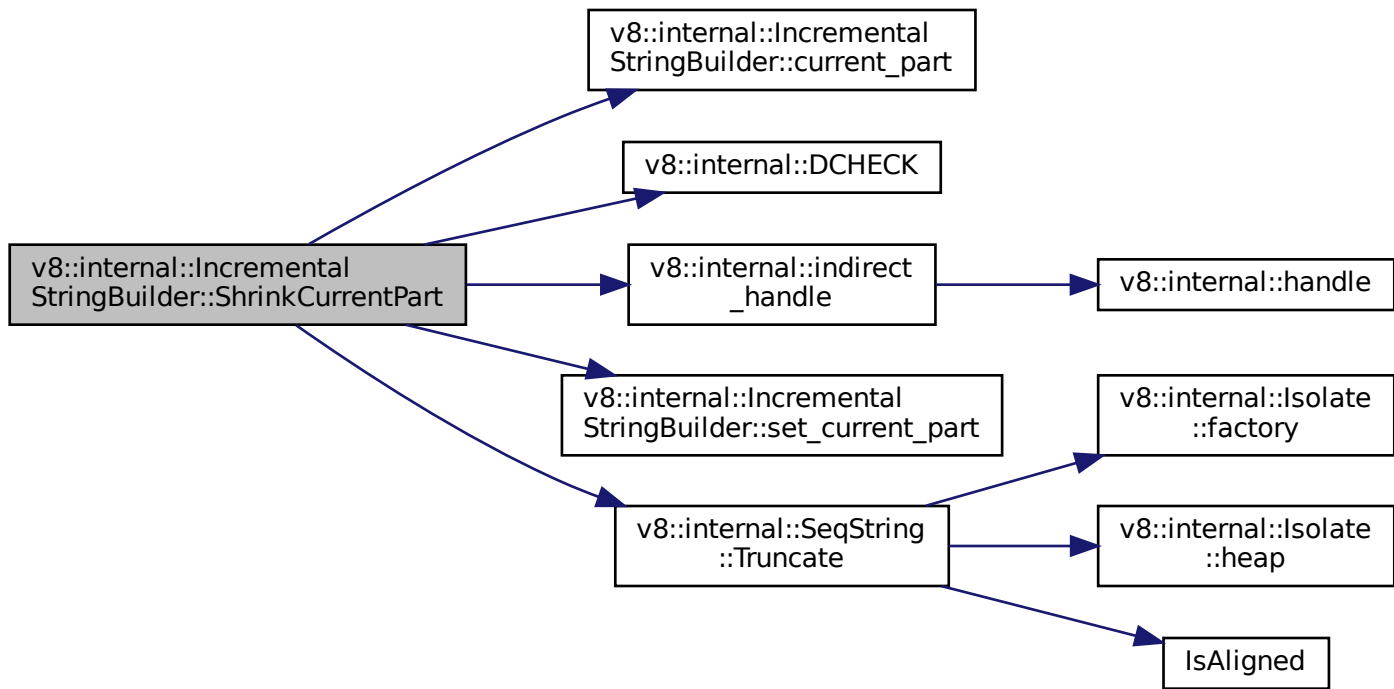 v8::internal::Incremental
StringBuilder::ShrinkCurrentPart
v8::internal::Incremental
StringBuilder::current_part
v8::internal::DCHECK
v8::internal::indirect
_handle
v8::internal::handle
v8::internal::Incremental
StringBuilder::set_current_part
v8::internal::SeqString
::Truncate
v8::internal::Isolate
::factory
v8::internal::Isolate
::heap
IsAligned